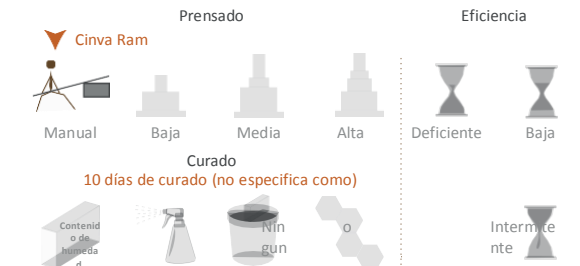 Prensado
Eficiencia
Cinva Ram
Manual
Baja
Media
Alta
Deficiente
Baja
Curado
10 días de curado (no especifica como)
Contenid
o de
humeda
d
Nin
gun
o
Intermite
nte